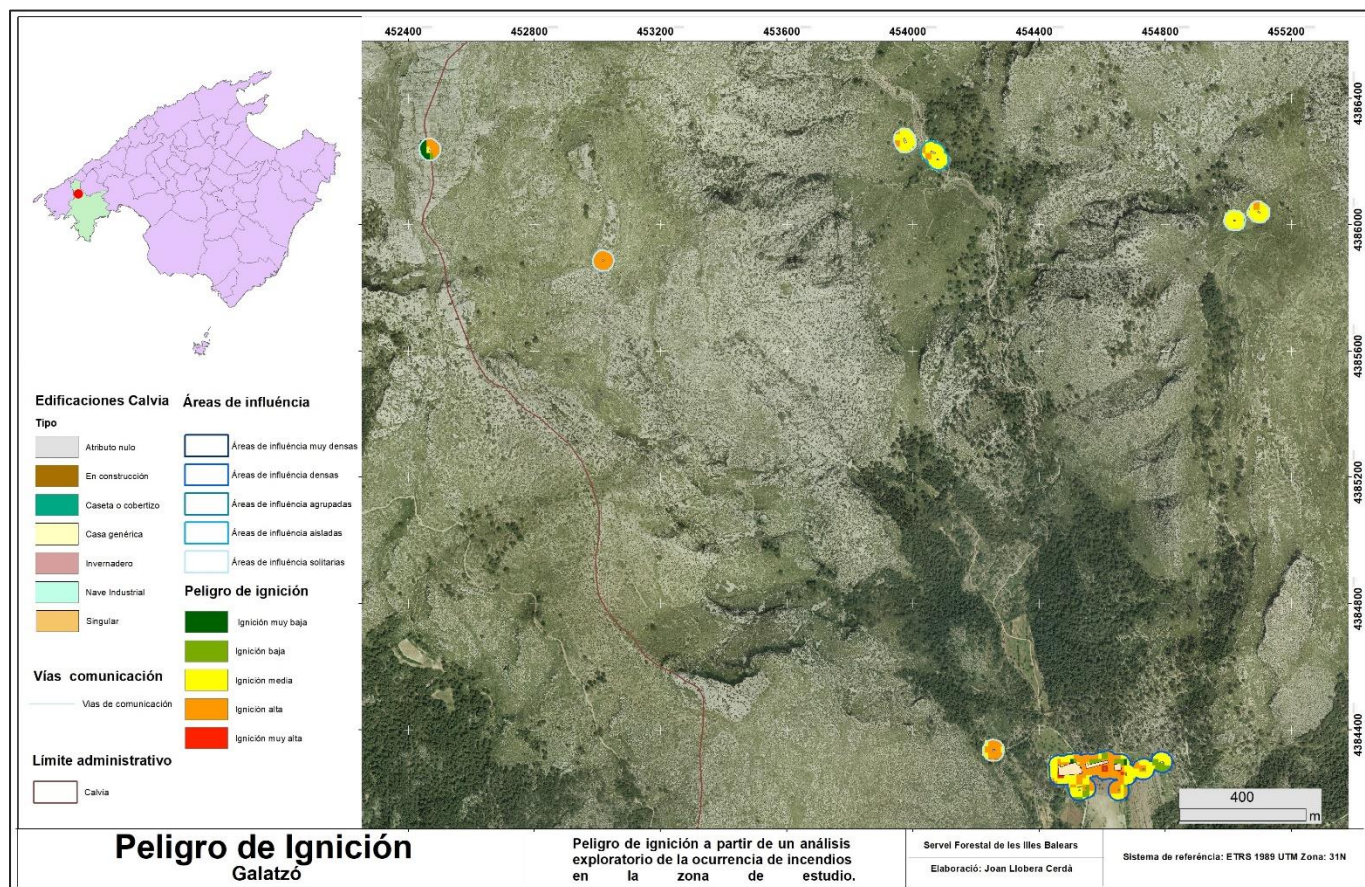 452400 452800 453200 453600 454000 454400 454800 455200
4386400
4386000
4385600
4385200
4384800
4384400
Edificaciones Calvia
Tipo
Atributo nulo
En construcción
Caseta o cobertizo
Casa genérica
Invernadero
Nave Industrial
Singular
Vías comunicación
Vias de comunicación
Límite administrativo
Calvia
Áreas de influéncia
Áreas de influéncia muy densas
Áreas de influéncia densas
Áreas de influéncia agrupadas
Áreas de influéncia aisladas
Áreas de influéncia solitarias
Peligro de ignición
Ignición muy baja
Ignición baja
Ignición media
Ignición alta
Ignición muy alta
400
m
Peligro de Ignición
Galatzó
Peligro de ignición a partir de un análisis
exploratorio de la ocurrencia de incendios
en la zona de estudio.
Servei Forestal de les Illes Balears
Elaboració: Joan Llobera Cerdà
Sistema de referéncia: ETRS 1989 UTM Zona: 31N